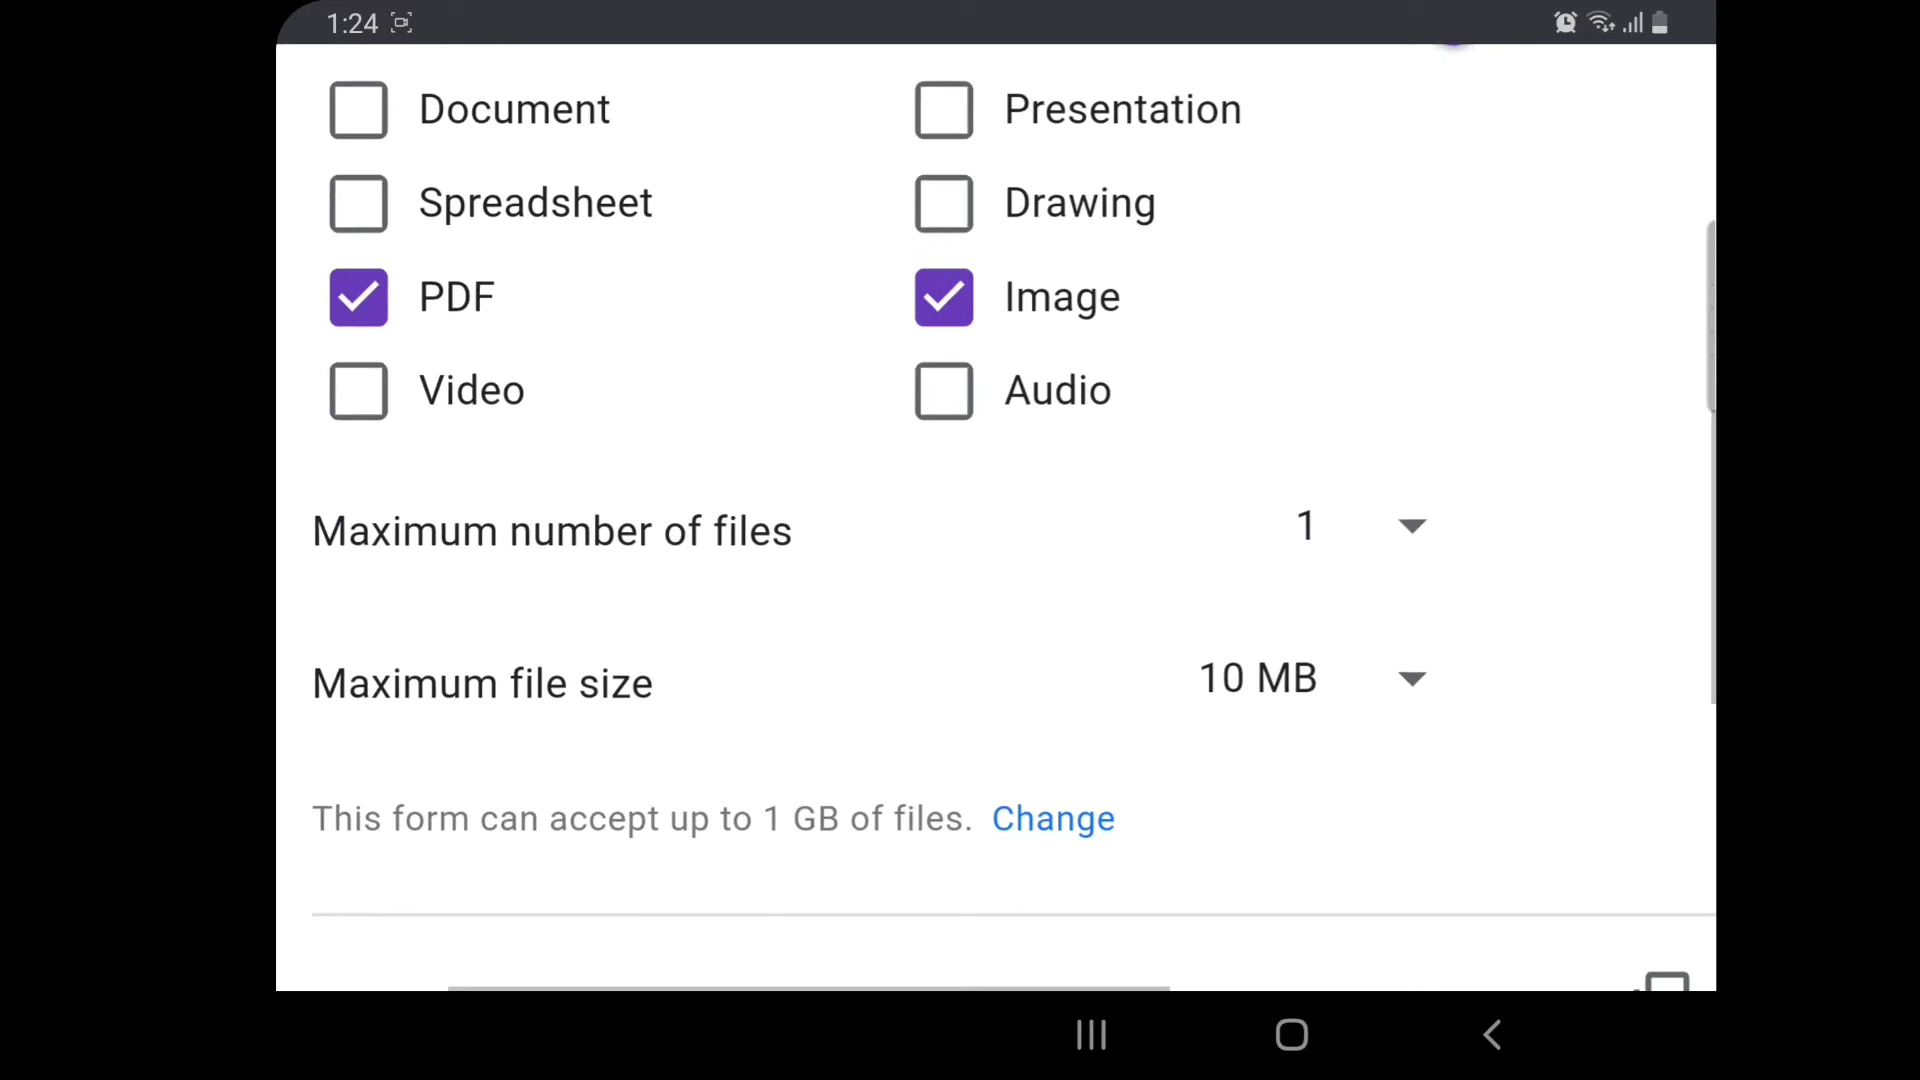 1:24
Document
Presentation
Spreadsheet
Drawing
PDF
Image
Video
Audio
Maximum number of files 1
Maximum file size 10 MB
This form can accept up to 1 GB of files. Change